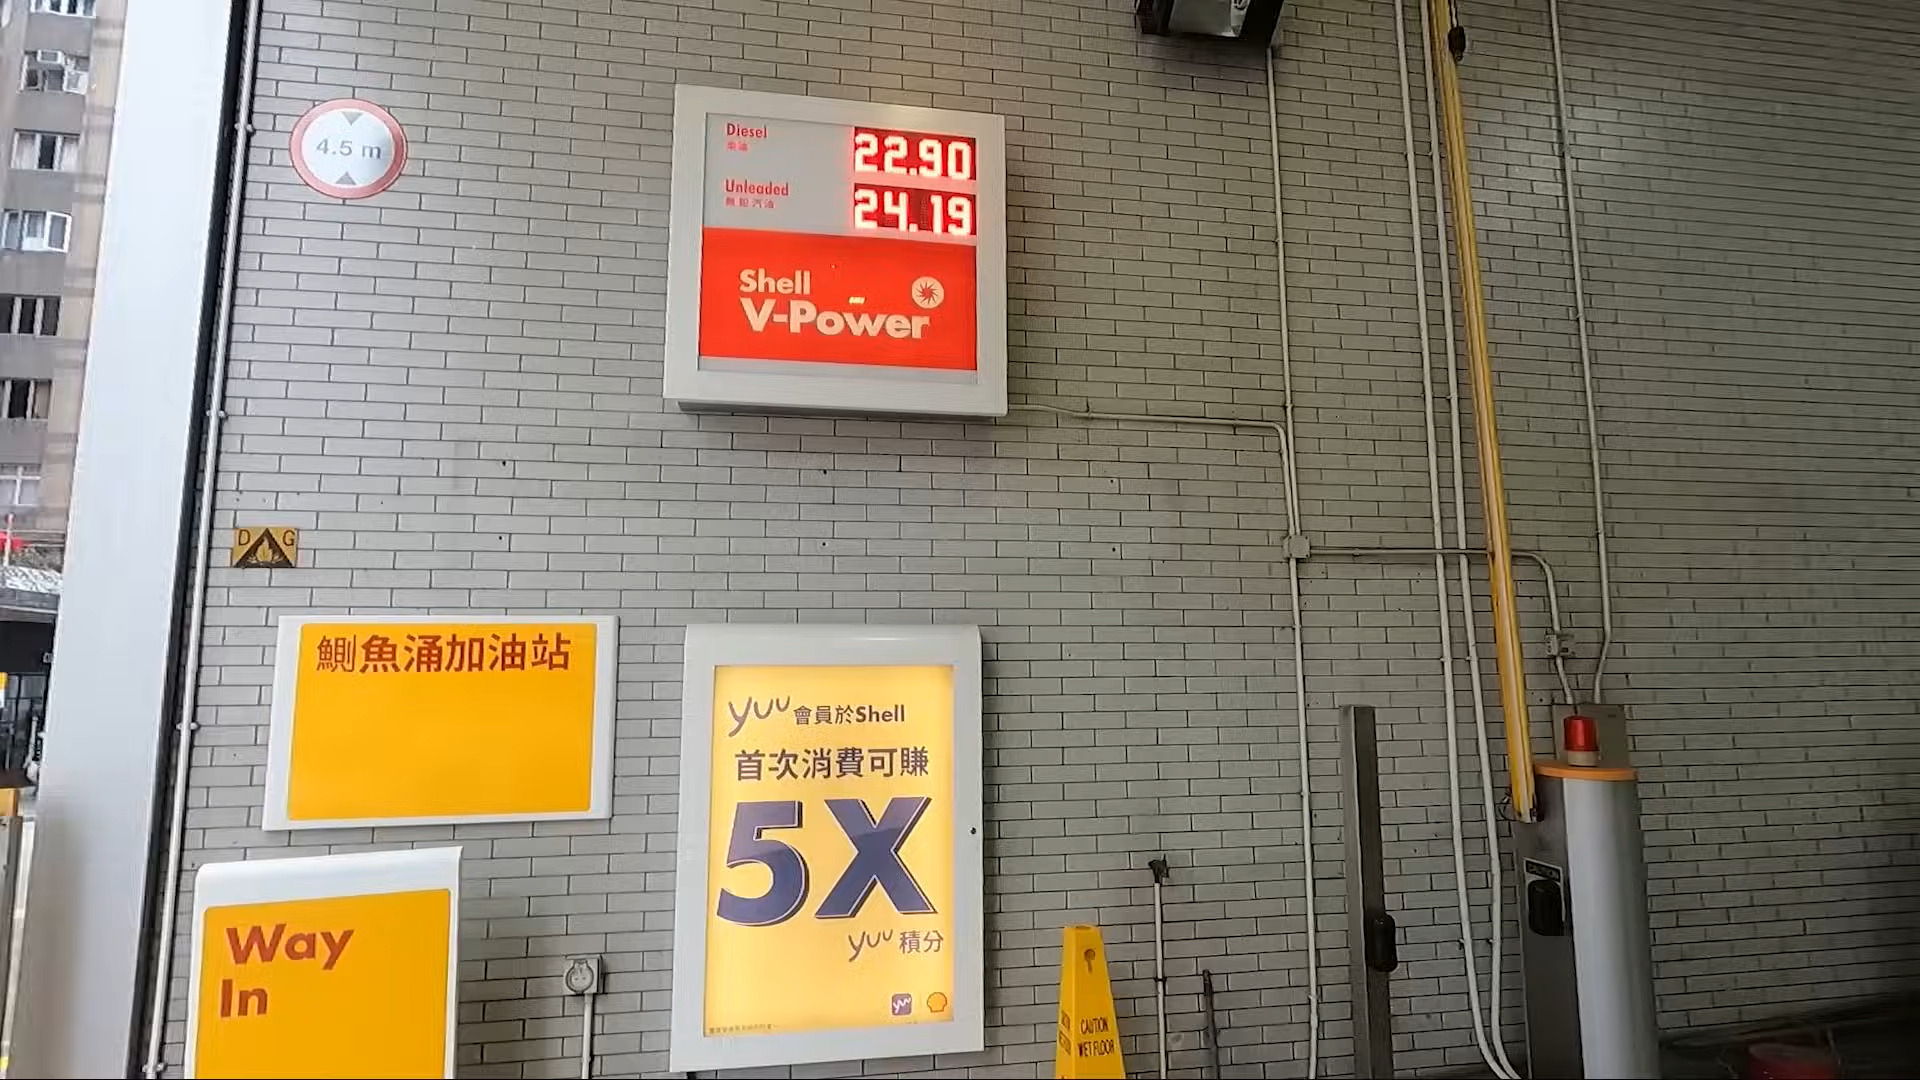 4.5 m
Diesel
柴油
22.90
Unleaded
無鉛汽油
24.19
Shell
V-Power
D G
鰂魚涌加油站
Way
In
yuu 會員於Shell
首次消費可賺
5X
yuu 積分
yuu
CAUTION
WET FLOOR